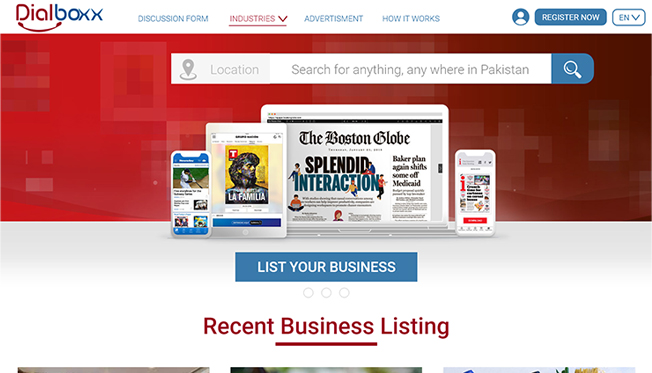 Dialboxx
DISCUSSION FORM
INDUSTRIES
ADVERTISMENT
HOW IT WORKS
REGISTER NOW
EN
Location
Search for anything, any where in Pakistan
The Boston Globe
SPLENDID
INTERACTION
Baker plan
again shifts
some off
Medicaid
T
LA FAMILIA
LIST YOUR BUSINESS
Recent Business Listing